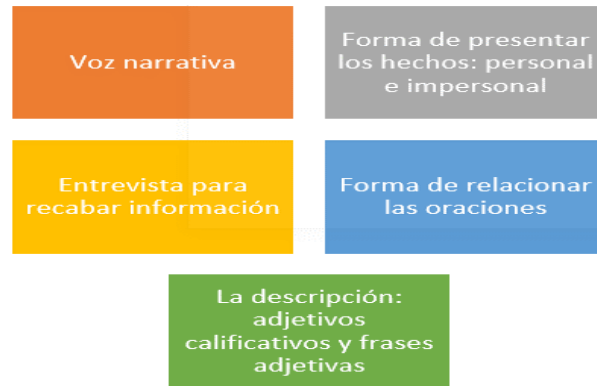 Voz narrativa
Forma de presentar
los hechos: personal
e impersonal
Entrevista para
recabar información
Forma de relacionar
las oraciones
La descripción:
adjetivos
calificativos y frases
adjetivas